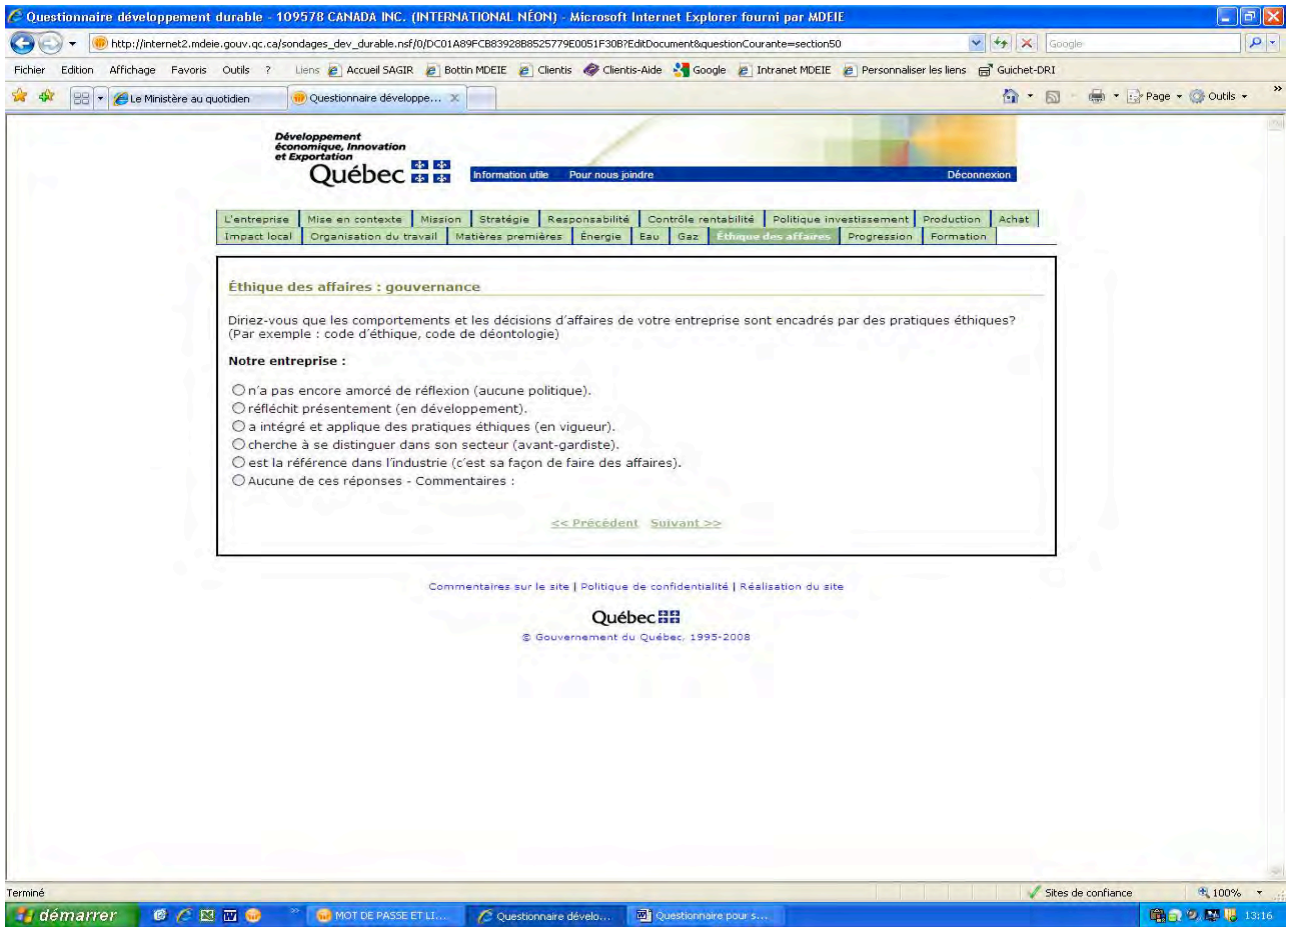 Questionnaire développement durable - 109578 CANADA INC. (INTERNATIONAL NÉON) - Microsoft Internet Explorer fourni par MDEIE
http://internet2.mdeie.gouv.qc.ca/sondages_dev_durable.nsf/0/DC01A89FCB83928B8525779E0051F30B?EditDocument&questionCourante=section50
Google
Fichier Edition Affichage Favoris Outils ? Liens Accueil SAGIR Bottin MDEIE Clientis Clientis-Aide Google Intranet MDEIE Personnaliser les liens Guichet-DRI
Le Ministère au quotidien Questionnaire développe... Page Outils
Développement
économique, Innovation
et Exportation
Québec
Information utile Pour nous joindre Déconnexion
L'entreprise Mise en contexte Mission Stratégie Responsabilité Contrôle rentabilité Politique investissement Production Achat
Impact local Organisation du travail Matières premières Énergie Eau Gaz Éthique des affaires Progression Formation
Éthique des affaires : gouvernance
Diriez-vous que les comportements et les décisions d'affaires de votre entreprise sont encadrés par des pratiques éthiques?
(Par exemple : code d'éthique, code de déontologie)
Notre entreprise :
n'a pas encore amorcé de réflexion (aucune politique).
réfléchit présentement (en développement).
a intégré et applique des pratiques éthiques (en vigueur).
cherche à se distinguer dans son secteur (avant-gardiste).
est la référence dans l'industrie (c'est sa façon de faire des affaires).
Aucune de ces réponses - Commentaires :
<< Précédent Suivant >>
Commentaires sur le site | Politique de confidentialité | Réalisation du site
Québec
© Gouvernement du Québec, 1995-2008
Terminé Sites de confiance 100%
démarrer MOT DE PASSE ET LI... Questionnaire dévelo... Questionnaire pour s... 13:16